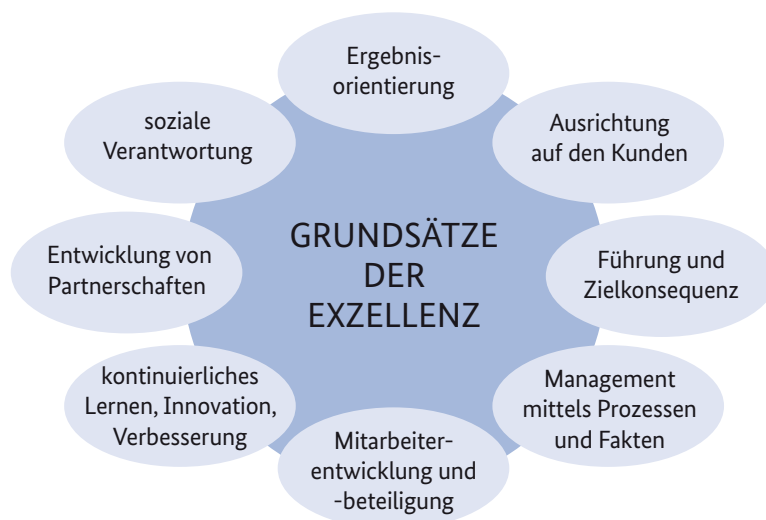 Ergebnis-
orientierung
Ausrichtung
auf den Kunden
Führung und
Zielkonsequenz
Management
mittels Prozessen
und Fakten
Mitarbeiter-
entwicklung und
-beteiligung
kontinuierliches
Lernen, Innovation,
Verbesserung
Entwicklung von
Partnerschaften
soziale
Verantwortung
GRUNDSÄTZE
DER
EXZELLENZ